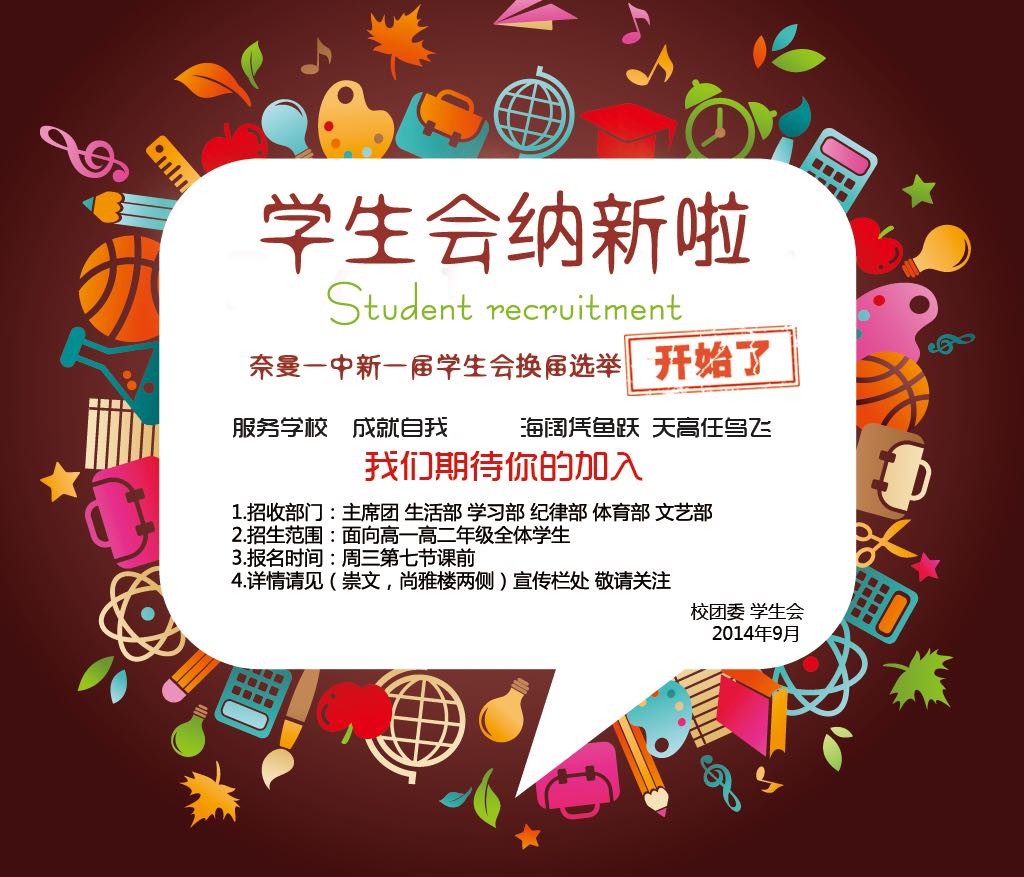 学生会纳新啦
Student recruitment
奈曼一中新一届学生会换届选举 开始了
服务学校 成就自我 海阔凭鱼跃 天高任鸟飞
我们期待你的加入
1.招收部门：主席团 生活部 学习部 纪律部 体育部 文艺部
2.招生范围：面向高一高二年级全体学生
3.报名时间：周三第七节课前
4.详情请见（崇文，尚雅楼两侧）宣传栏处 敬请关注
校团委 学生会
2014年9月